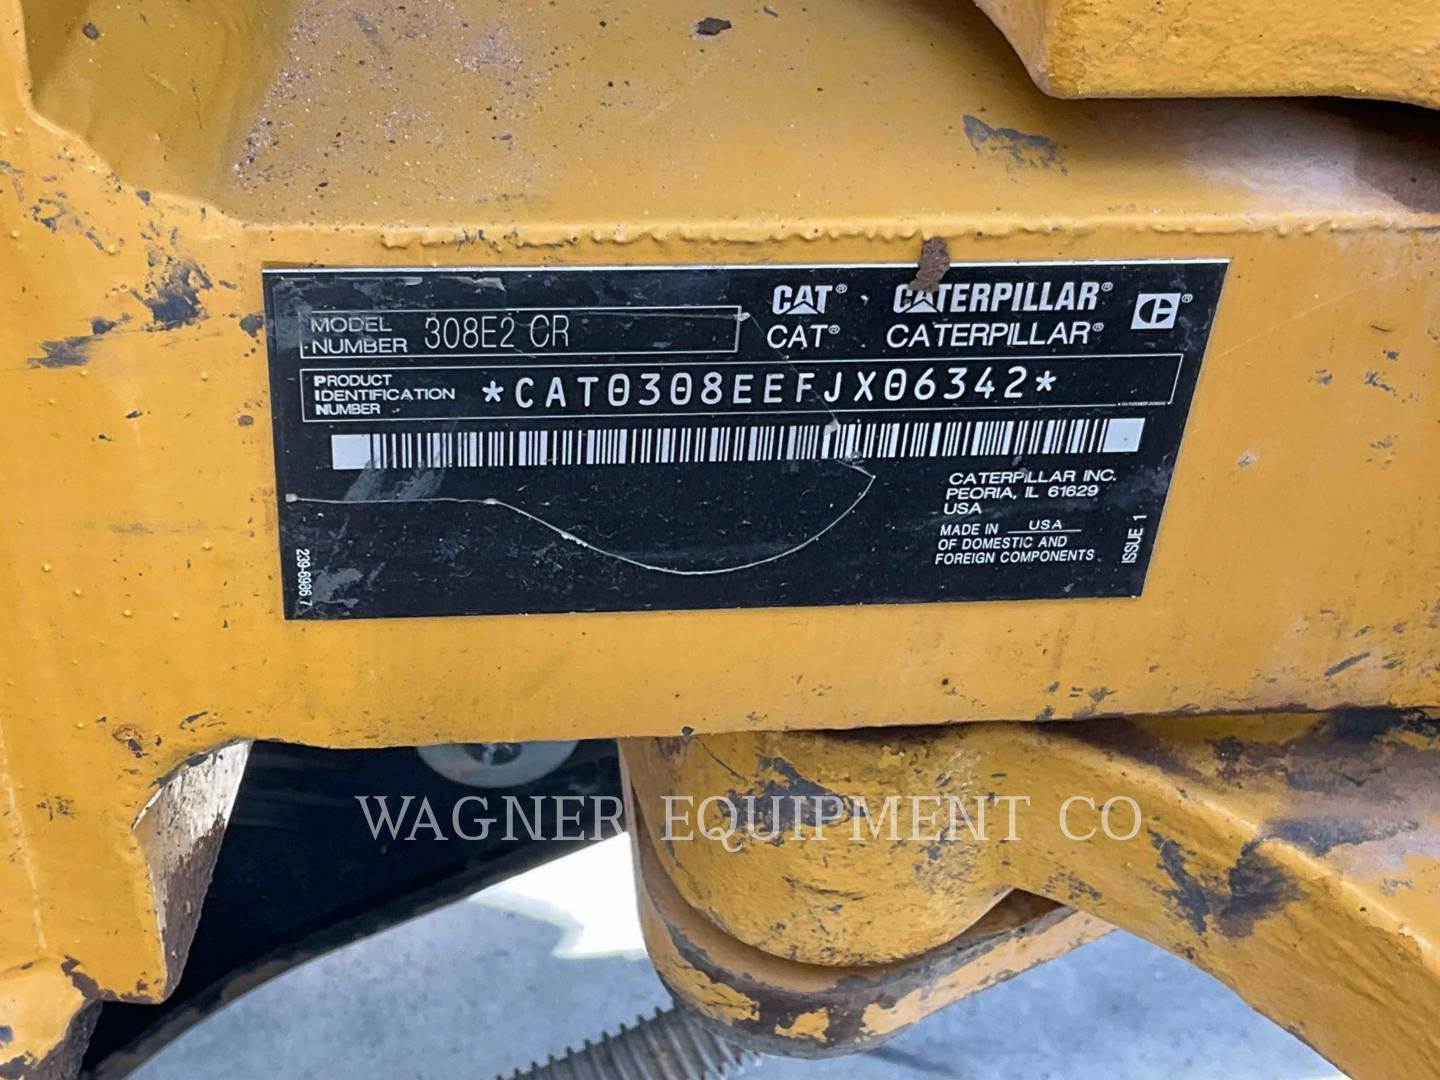 CAT® CATERPILLAR®
CAT® CATERPILLAR®
MODEL NUMBER 308E2 CR
PRODUCT IDENTIFICATION NUMBER *CAT0308EEFJX06342*
CATERPILLAR INC.
PEORIA, IL 61629
USA
MADE IN USA
OF DOMESTIC AND
FOREIGN COMPONENTS
ISSUE 1
239-6906 7
WAGNER EQUIPMENT CO